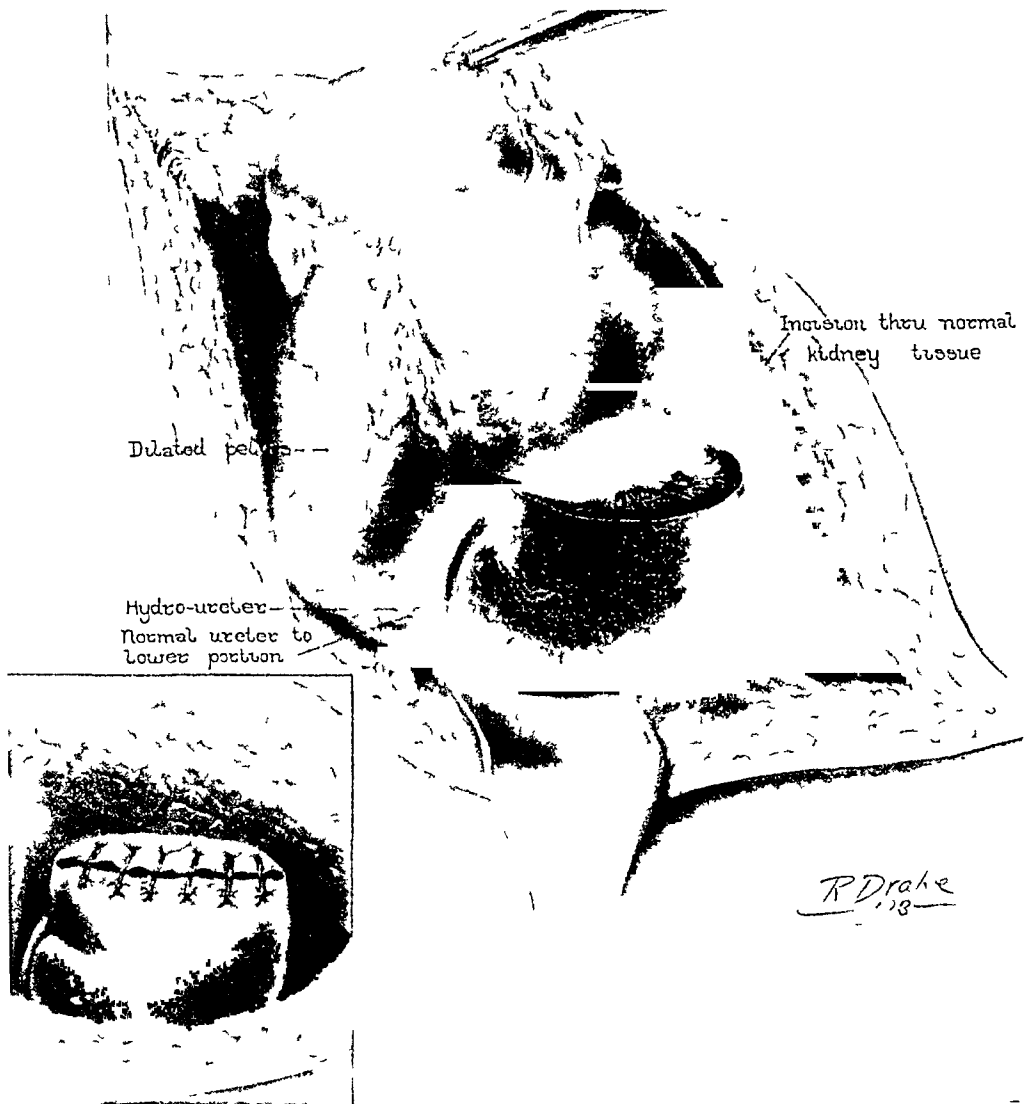 Incision thru normal
kidney tissue
Dilated pelvis
Hydro-ureter
Normal ureter to
lower portion
R Drake